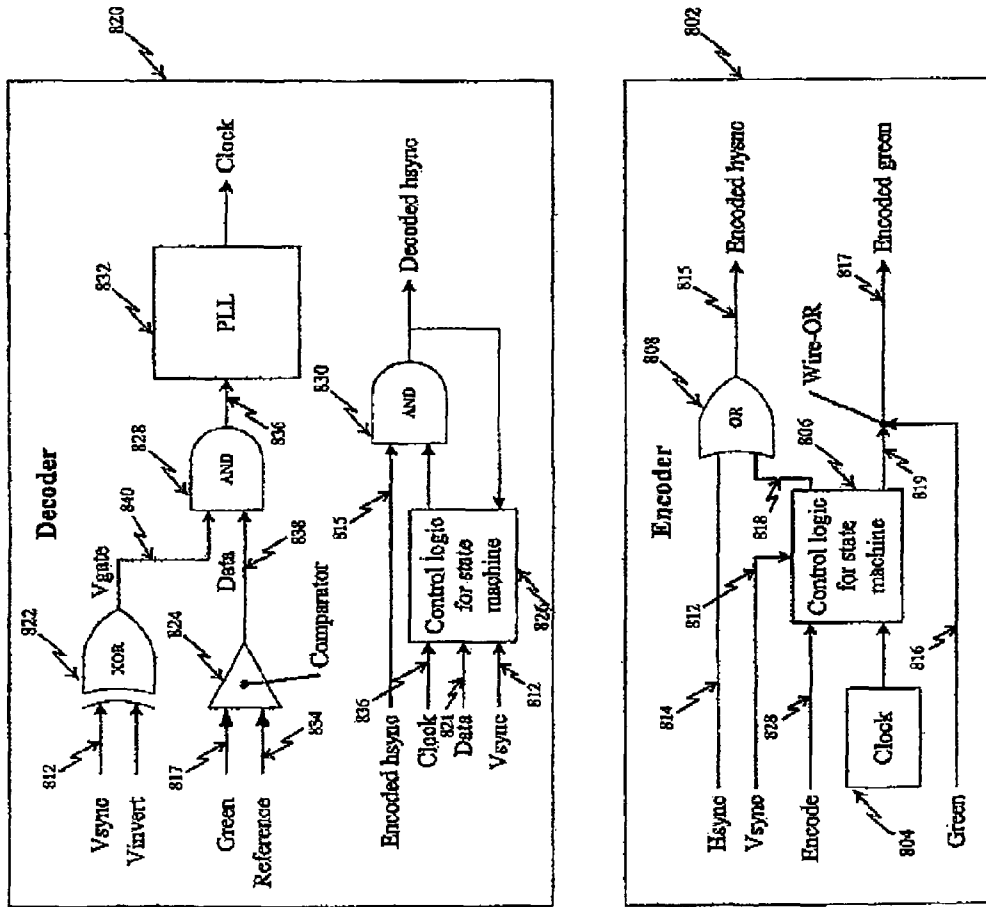 820
Decoder
822
XOR
Vgate
840
828
AND
836
832
PLL
Clock
812
Vsync
Vinvert
824
Data
838
Comparator
817
Green
Reference
834
815
830
AND
Decoded hsync
Encoded hsync
836
Clock
821
Data
Vsync
812
Control logic
for state
machine
826
802
Encoder
808
OR
815
Encoded hysnc
Wire-OR
817
Encoded green
814
Hsync
812
Vsync
818
806
Control logic
for state
machine
819
828
Encode
Clock
804
816
Green